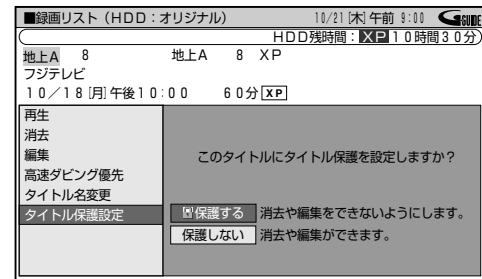 ■録画リスト（HDD：オリジナル） 10/21[木]午前 9:00 GGUIDE
HDD残時間：XP10時間30分
地上A 8 地上A 8 XP
フジテレビ
10／18[月]午後10:00 60分 XP
再生
消去
編集
高速ダビング優先
タイトル名変更
タイトル保護設定
このタイトルにタイトル保護を設定しますか？
保護する 消去や編集をできないようにします。
保護しない 消去や編集ができます。